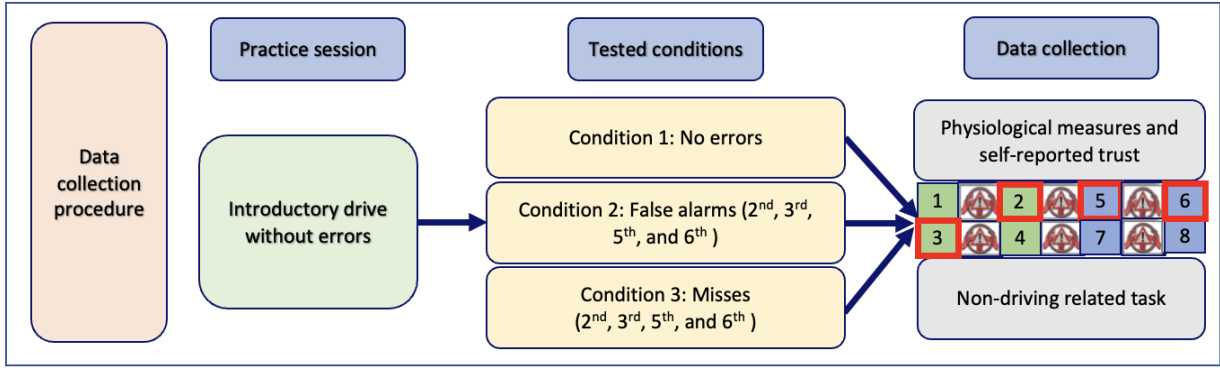 Practice session
Tested conditions
Data collection
Data
collection
procedure
Introductory drive
without errors
Condition 1: No errors
Condition 2: False alarms (2nd, 3rd,
5th, and 6th )
Condition 3: Misses
(2nd, 3rd, 5th, and 6th )
Physiological measures and
self-reported trust
1 2 5 6
3 4 7 8
Non-driving related task